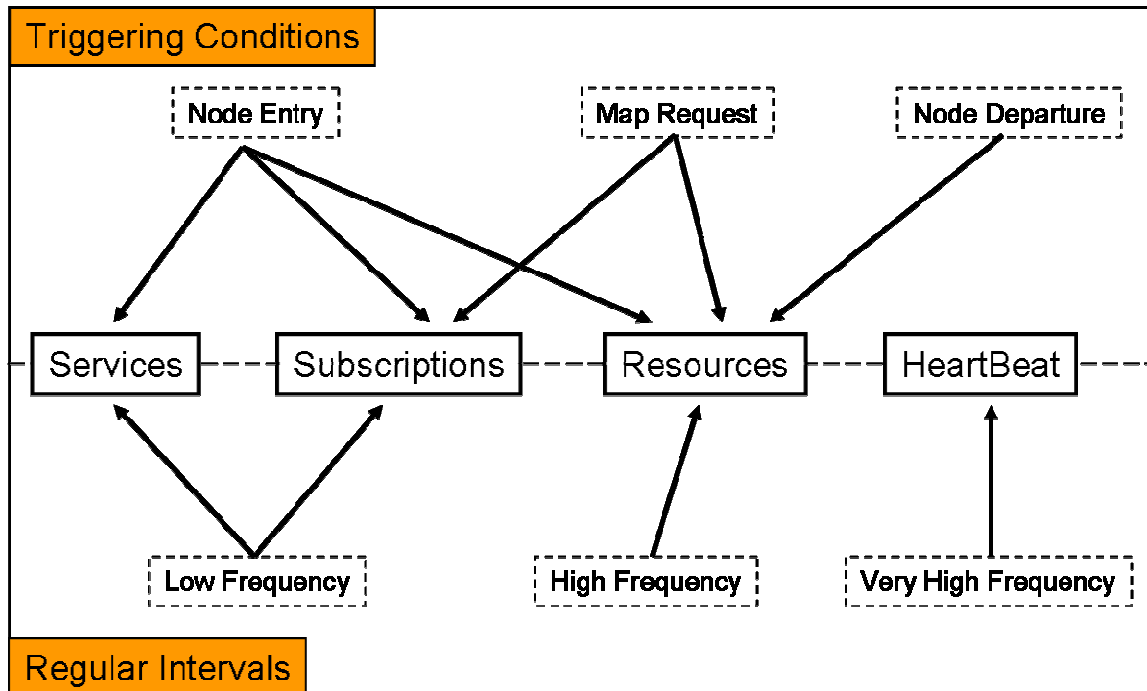 Triggering Conditions
Node Entry
Map Request
Node Departure
Services
Subscriptions
Resources
HeartBeat
Low Frequency
High Frequency
Very High Frequency
Regular Intervals